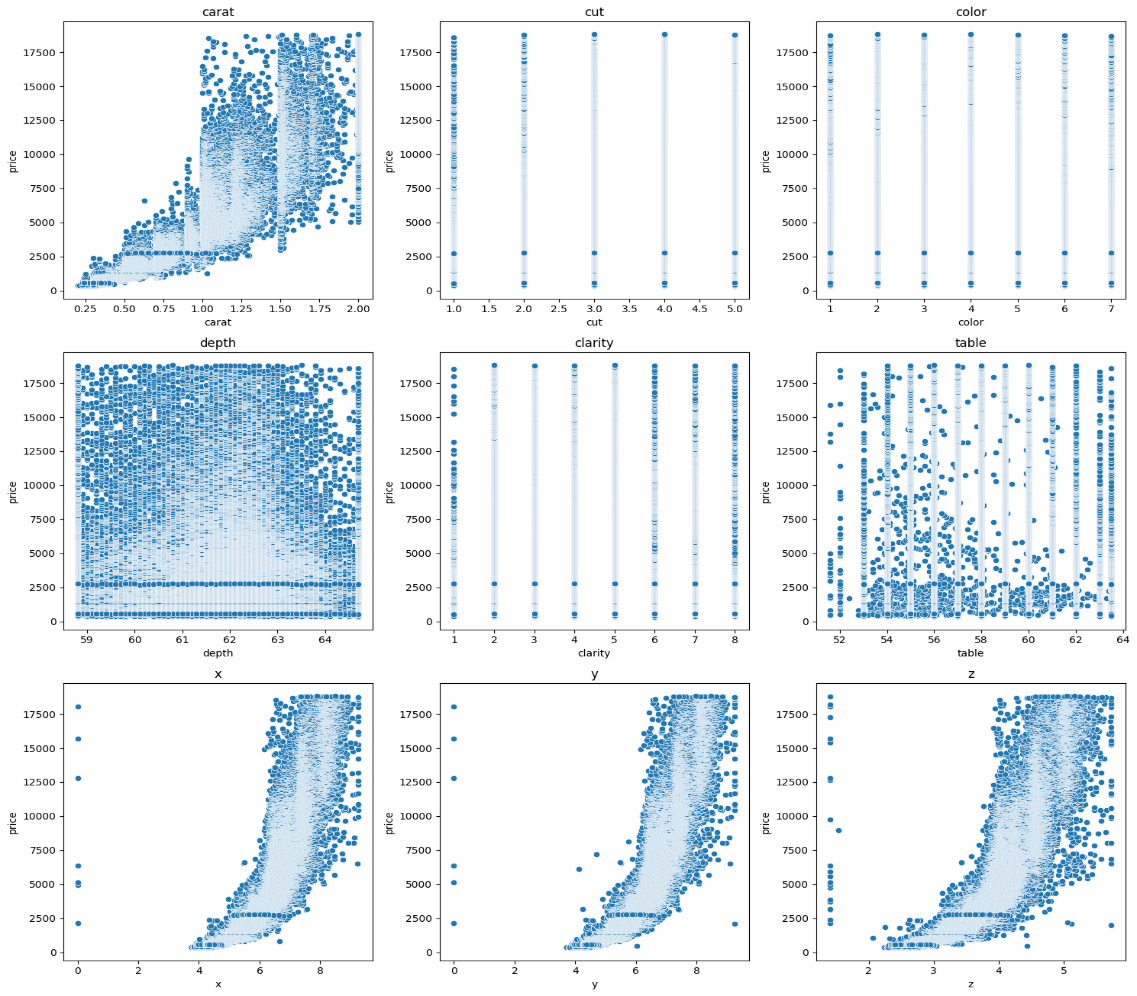 carat cut color
17500 15000 12500 10000 7500 5000 2500 0
price
0.25 0.50 0.75 1.00 1.25 1.50 1.75 2.00
carat
17500 15000 12500 10000 7500 5000 2500 0
price
1.0 1.5 2.0 2.5 3.0 3.5 4.0 4.5 5.0
cut
17500 15000 12500 10000 7500 5000 2500 0
price
1 2 3 4 5 6 7
color
depth clarity table
17500 15000 12500 10000 7500 5000 2500 0
price
59 60 61 62 63 64
depth
17500 15000 12500 10000 7500 5000 2500 0
price
1 2 3 4 5 6 7 8
clarity
17500 15000 12500 10000 7500 5000 2500 0
price
52 54 56 58 60 62 64
table
x y z
17500 15000 12500 10000 7500 5000 2500 0
price
0 2 4 6 8
x
17500 15000 12500 10000 7500 5000 2500 0
price
0 2 4 6 8
y
17500 15000 12500 10000 7500 5000 2500 0
price
2 3 4 5
z